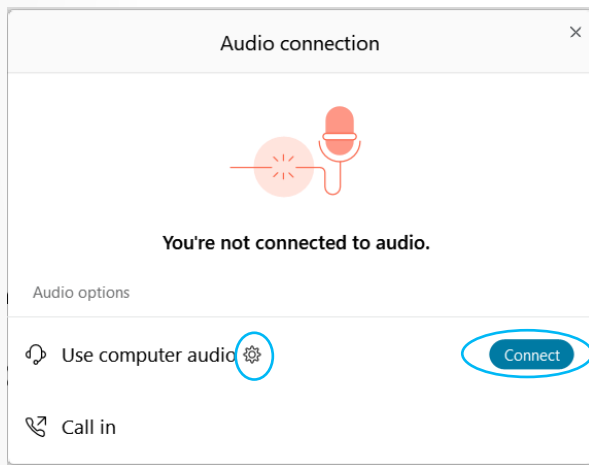 Audio connection
You're not connected to audio.
Audio options
Use computer audio
Connect
Call in